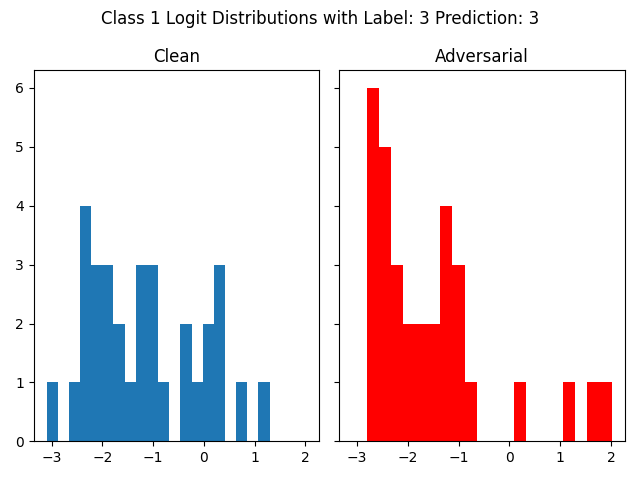 Class 1 Logit Distributions with Label: 3 Prediction: 3
Clean
Adversarial
6
5
4
3
2
1
0
−3 −2 −1 0 1 2
−3 −2 −1 0 1 2